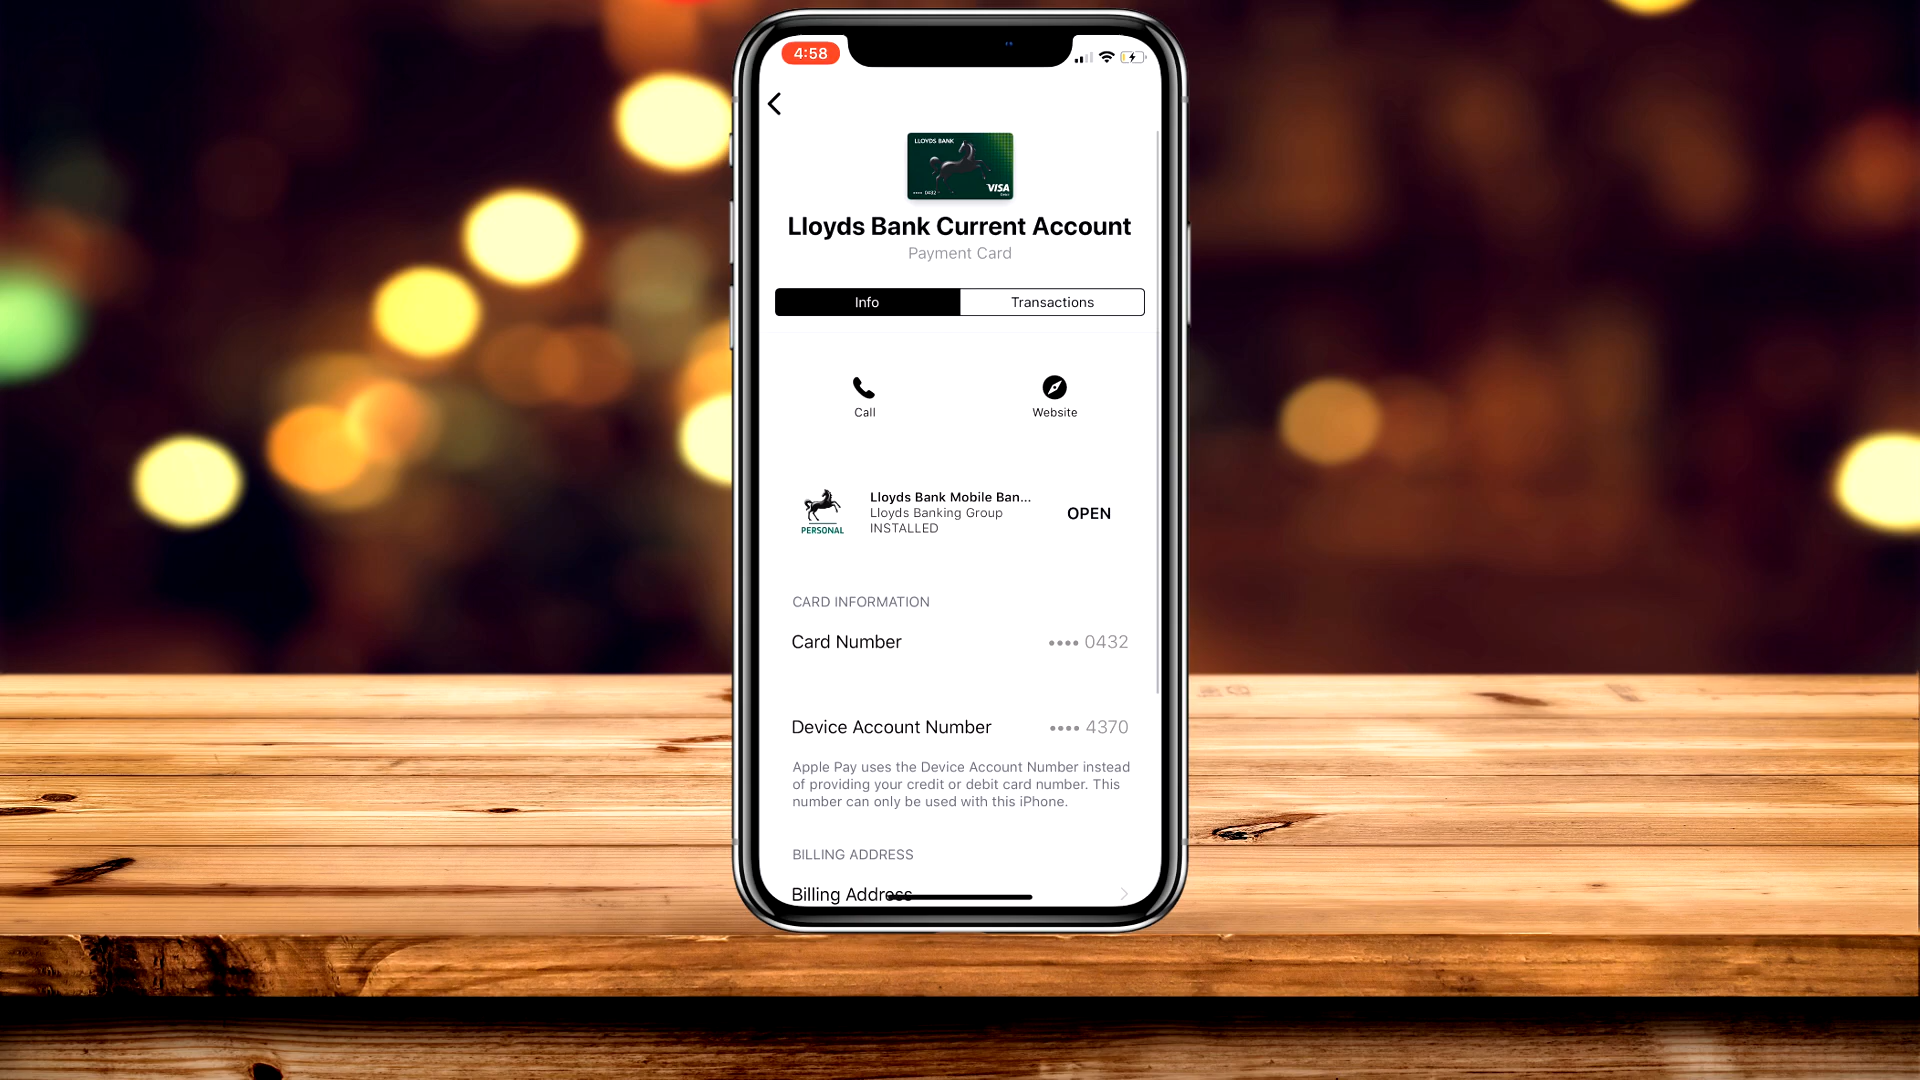 4:58
LLOYDS BANK
•••• 0432
VISA
Debit
Lloyds Bank Current Account
Payment Card
Info
Transactions
Call
Website
PERSONAL
Lloyds Bank Mobile Ban...
Lloyds Banking Group
INSTALLED
OPEN
CARD INFORMATION
Card Number •••• 0432
Device Account Number •••• 4370
Apple Pay uses the Device Account Number instead
of providing your credit or debit card number. This
number can only be used with this iPhone.
BILLING ADDRESS
Billing Address